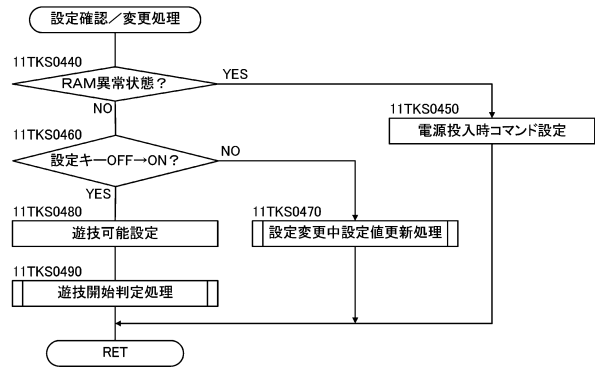 設定確認／変更処理
11TKS0440
RAM異常状態？
YES
NO
11TKS0450
電源投入時コマンド設定
11TKS0460
設定キーOFF→ON？
NO
YES
11TKS0480
遊技可能設定
11TKS0470
設定変更中設定値更新処理
11TKS0490
遊技開始判定処理
RET